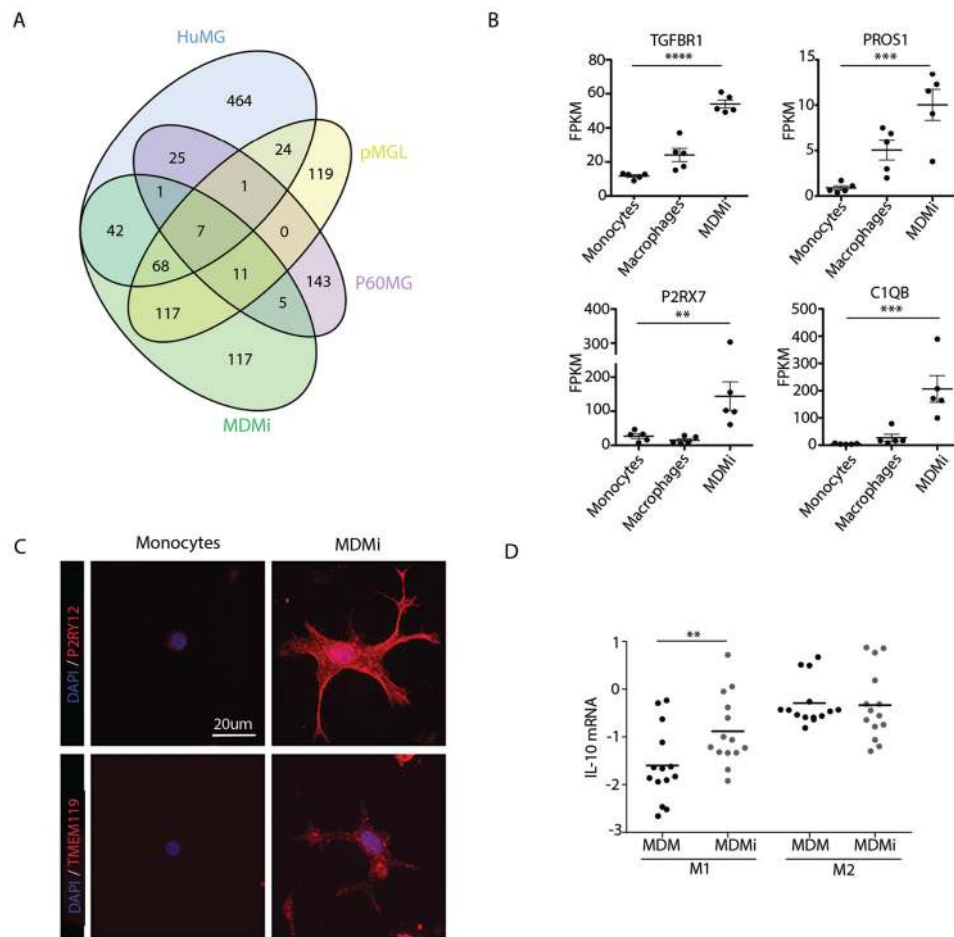 A
HuMG
464
25
24
pMGL
119
1
1
42
7
0
68
11
143
P60MG
117
5
117
MDMi
B
TGFBR1
****
FPKM
60
40
20
0
Monocytes
Macrophages
MDMi
PROS1
***
FPKM
15
10
5
0
Monocytes
Macrophages
MDMi
P2RX7
**
FPKM
400
300
200
100
0
Monocytes
Macrophages
MDMi
C1QB
***
FPKM
500
400
300
200
100
0
Monocytes
Macrophages
MDMi
C
Monocytes
MDMi
DAPI / P2RY12
20um
DAPI / TMEM119
D
**
IL-10 mRNA
1
-0
-1
-2
-3
MDM
MDMi
MDM
MDMi
M1
M2